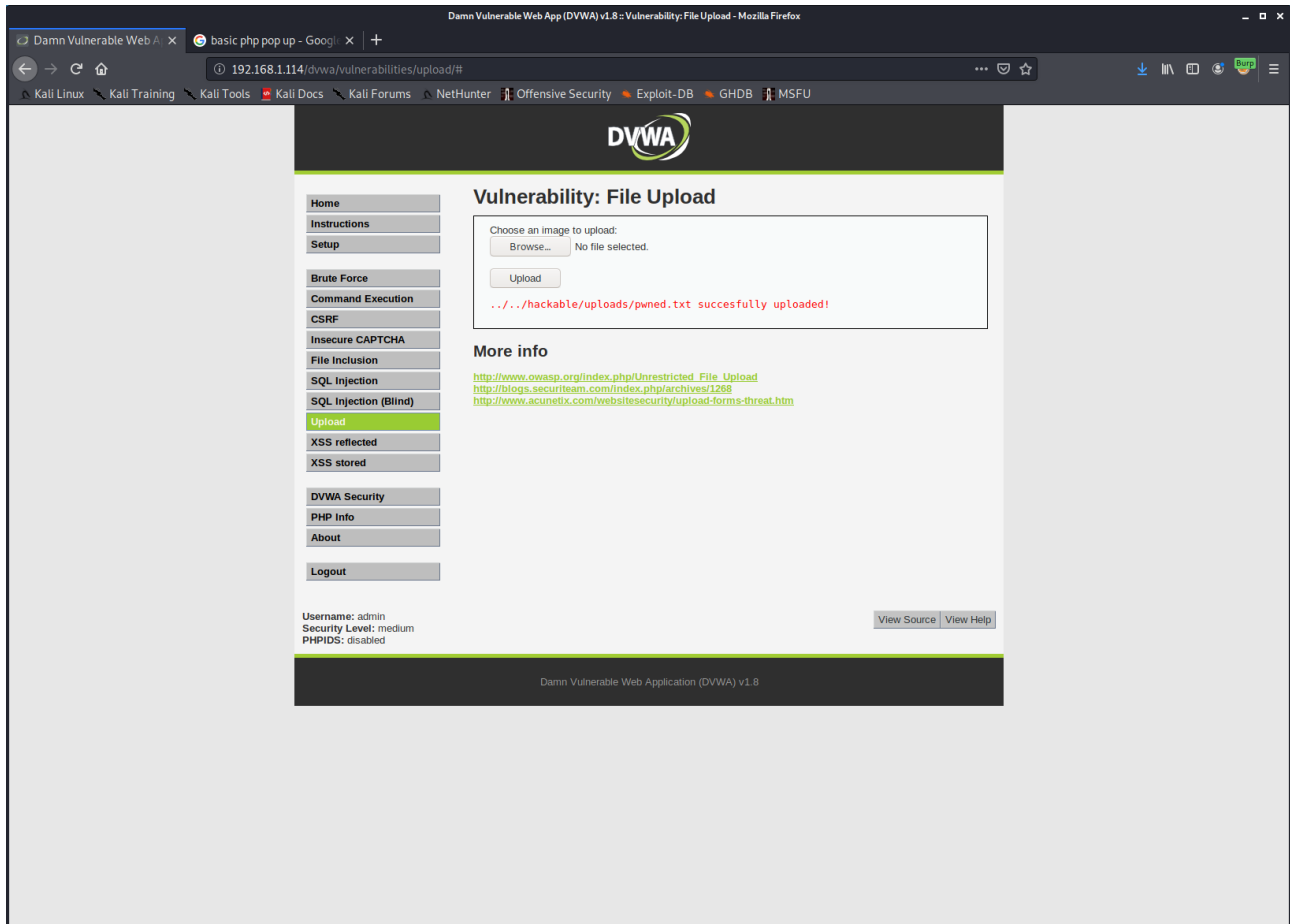 Damn Vulnerable Web App (DVWA) v1.8 :: Vulnerability: File Upload - Mozilla Firefox
Damn Vulnerable Web A
basic php pop up - Googl
192.168.1.114/dvwa/vulnerabilities/upload/#
Burp
Kali Linux Kali Training Kali Tools Kali Docs Kali Forums NetHunter Offensive Security Exploit-DB GHDB MSFU
DVWA
Home
Instructions
Setup
Brute Force
Command Execution
CSRF
Insecure CAPTCHA
File Inclusion
SQL Injection
SQL Injection (Blind)
Upload
XSS reflected
XSS stored
DVWA Security
PHP Info
About
Logout
Vulnerability: File Upload
Choose an image to upload:
Browse... No file selected.
Upload
../../hackable/uploads/pwned.txt succesfully uploaded!
More info
http://www.owasp.org/index.php/Unrestricted_File_Upload
http://blogs.securiteam.com/index.php/archives/1268
http://www.acunetix.com/websitesecurity/upload-forms-threat.htm
Username: admin
Security Level: medium
PHPIDS: disabled
View Source View Help
Damn Vulnerable Web Application (DVWA) v1.8